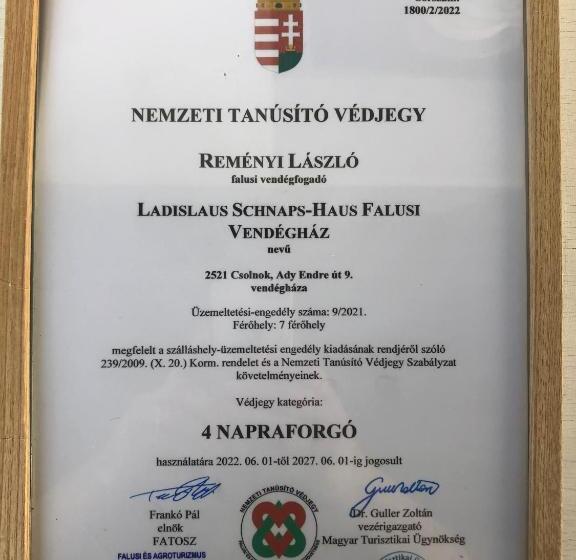 1800/2/2022
NEMZETI TANÚSÍTÓ VÉDJEGY
REMÉNYI LÁSZLÓ
falusi vendégfogadó
LADISLAUS SCHNAPS-HAUS FALUSI
VENDÉGHÁZ
nevű
2521 Csolnok, Ady Endre út 9.
vendégháza
Üzemeltetési-engedély száma: 9/2021.
Férőhely: 7 férőhely
megfelelt a szálláshely-üzemeltetési engedély kiadásának rendjéről szóló
239/2009. (X. 20.) Korm. rendelet és a Nemzeti Tanúsító Védjegy Szabályzat
követelményeinek.
Védjegy kategória:
4 NAPRAFORGÓ
használatára 2022. 06. 01-től 2027. 06. 01-ig jogosult
Frankó Pál
elnök
FATOSZ
FALUSI ÉS AGROTURIZMUS
NEMZETI TANÚSÍTÓ VÉDJEGY
Dr. Guller Zoltán
vezérigazgató
Magyar Turisztikai Ügynökség